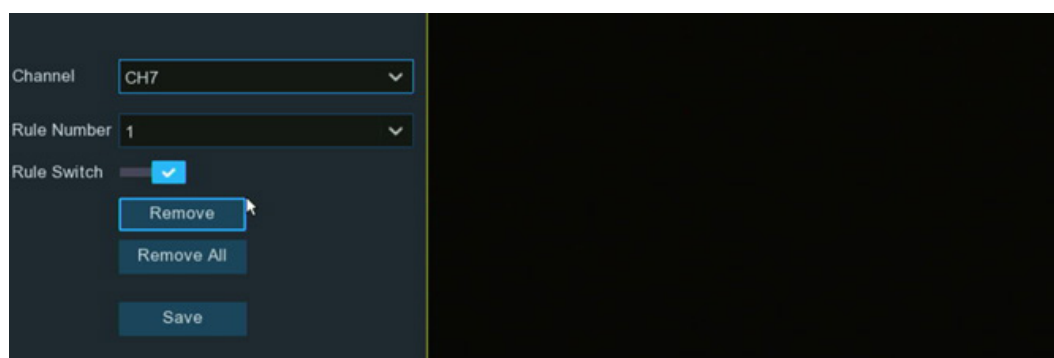 Channel CH7
Rule Number 1
Rule Switch
Remove
Remove All
Save